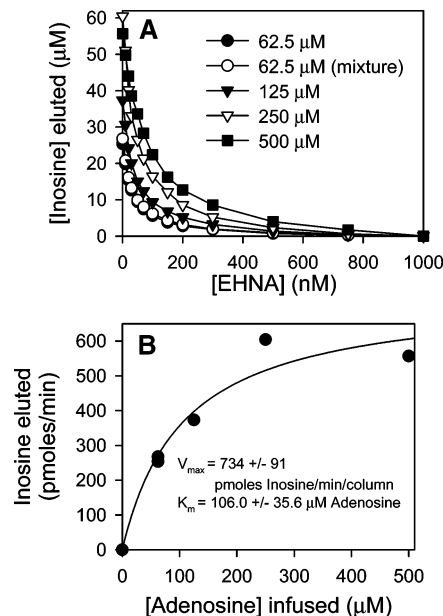 A
[Inosine] eluted (μM)
60
50
40
30
20
10
0
62.5 μM
62.5 μM (mixture)
125 μM
250 μM
500 μM
0 200 400 600 800 1000
[EHNA] (nM)
B
Inosine eluted
(pmoles/min)
600
500
400
300
200
100
0
Vmax = 734 +/- 91
pmoles Inosine/min/column
Km = 106.0 +/- 35.6 μM Adenosine
0 100 200 300 400 500
[Adenosine] infused (μM)